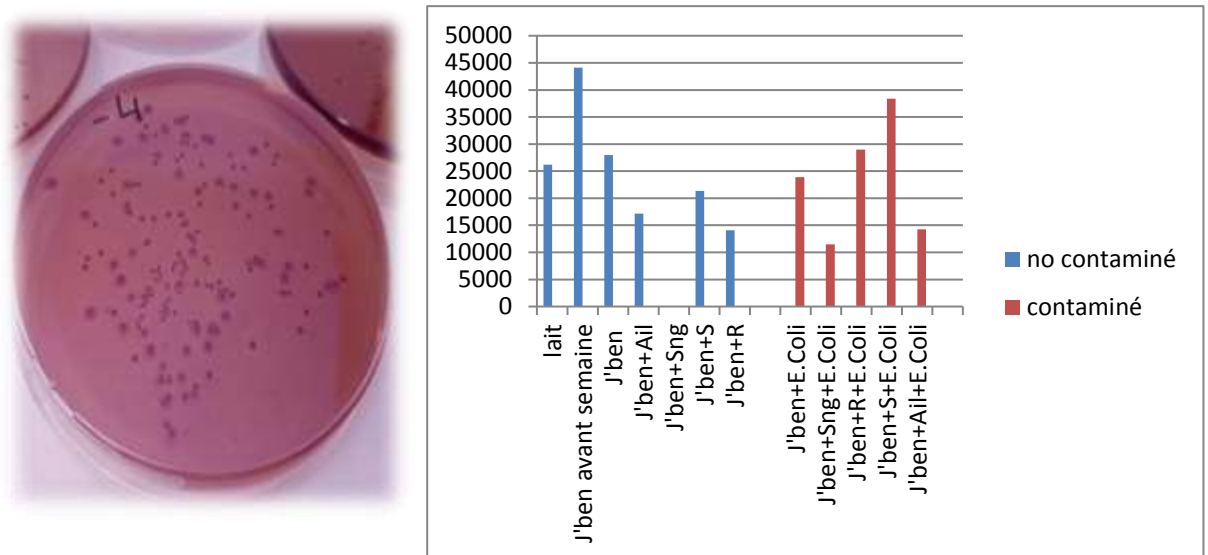 -4
50000
45000
40000
35000
30000
25000
20000
15000
10000
5000
0
lait
J'ben avant semaine
J'ben
J'ben+Ail
J'ben+Sng
J'ben+S
J'ben+R
J'ben+E.Coli
J'ben+Sng+E.Coli
J'ben+R+E.Coli
J'ben+S+E.Coli
J'ben+Ail+E.Coli
no contaminé
contaminé